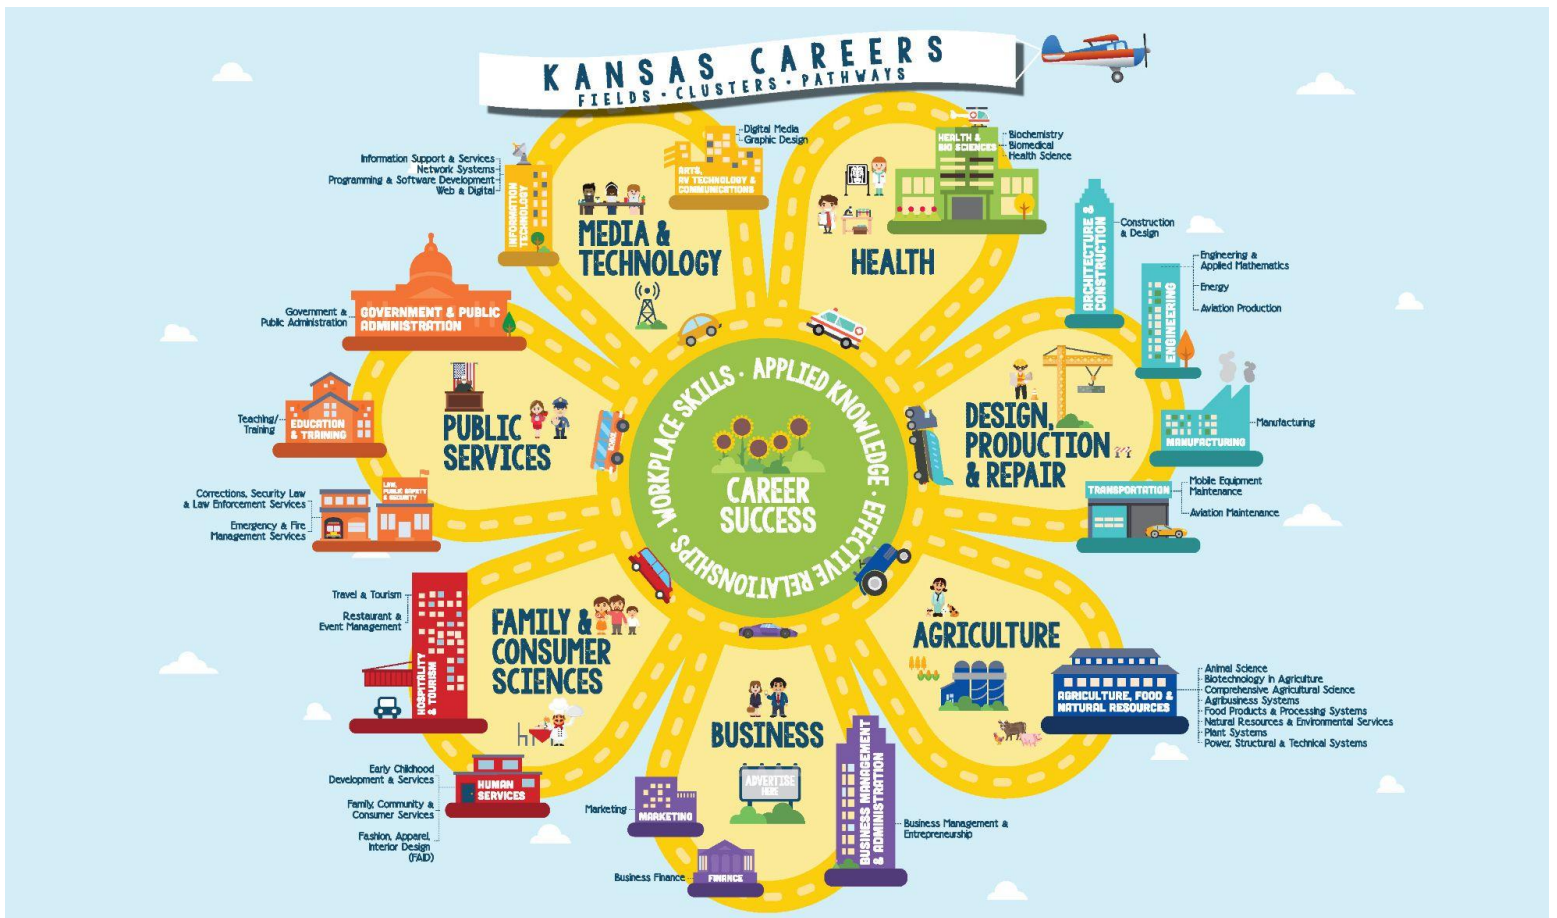 KANSAS CAREERS
FIELDS · CLUSTERS · PATHWAYS
Information Support & Services
Network Systems
Programming & Software Development
Web & Digital
INFORMATION
TECHNOLOGY
Digital Media
Graphic Design
ARTS,
AV TECHNOLOGY &
COMMUNICATIONS
MEDIA &
TECHNOLOGY
HEALTH &
BIO SCIENCES
Biochemistry
Biomedical
Health Science
HEALTH
ARCHITECTURE &
CONSTRUCTION
Construction
& Design
ENGINEERING
Engineering &
Applied Mathematics
Energy
Aviation Production
MANUFACTURING
Manufacturing
TRANSPORTATION
Mobile Equipment
Maintenance
Aviation Maintenance
DESIGN,
PRODUCTION
& REPAIR
Government &
Public Administration
GOVERNMENT & PUBLIC
ADMINISTRATION
Teaching/
Training
EDUCATION
& TRAINING
Corrections, Security Law
& Law Enforcement Services
Emergency & Fire
Management Services
LAW,
PUBLIC SAFETY
& SECURITY
PUBLIC
SERVICES
WORKPLACE SKILLS · APPLIED KNOWLEDGE · EFFECTIVE RELATIONSHIPS ·
CAREER
SUCCESS
Travel & Tourism
Restaurant &
Event Management
HOSPITALITY
& TOURISM
FAMILY &
CONSUMER
SCIENCES
Early Childhood
Development & Services
Family, Community &
Consumer Services
Fashion, Apparel,
Interior Design
(FAID)
HUMAN
SERVICES
BUSINESS
ADVERTISE
HERE
Marketing
MARKETING
Business Finance
FINANCE
BUSINESS MANAGEMENT
& ADMINISTRATION
Business Management &
Entrepreneurship
AGRICULTURE
AGRICULTURE, FOOD &
NATURAL RESOURCES
Animal Science
Biotechnology in Agriculture
Comprehensive Agricultural Science
Agribusiness Systems
Food Products & Processing Systems
Natural Resources & Environmental Services
Plant Systems
Power, Structural & Technical Systems